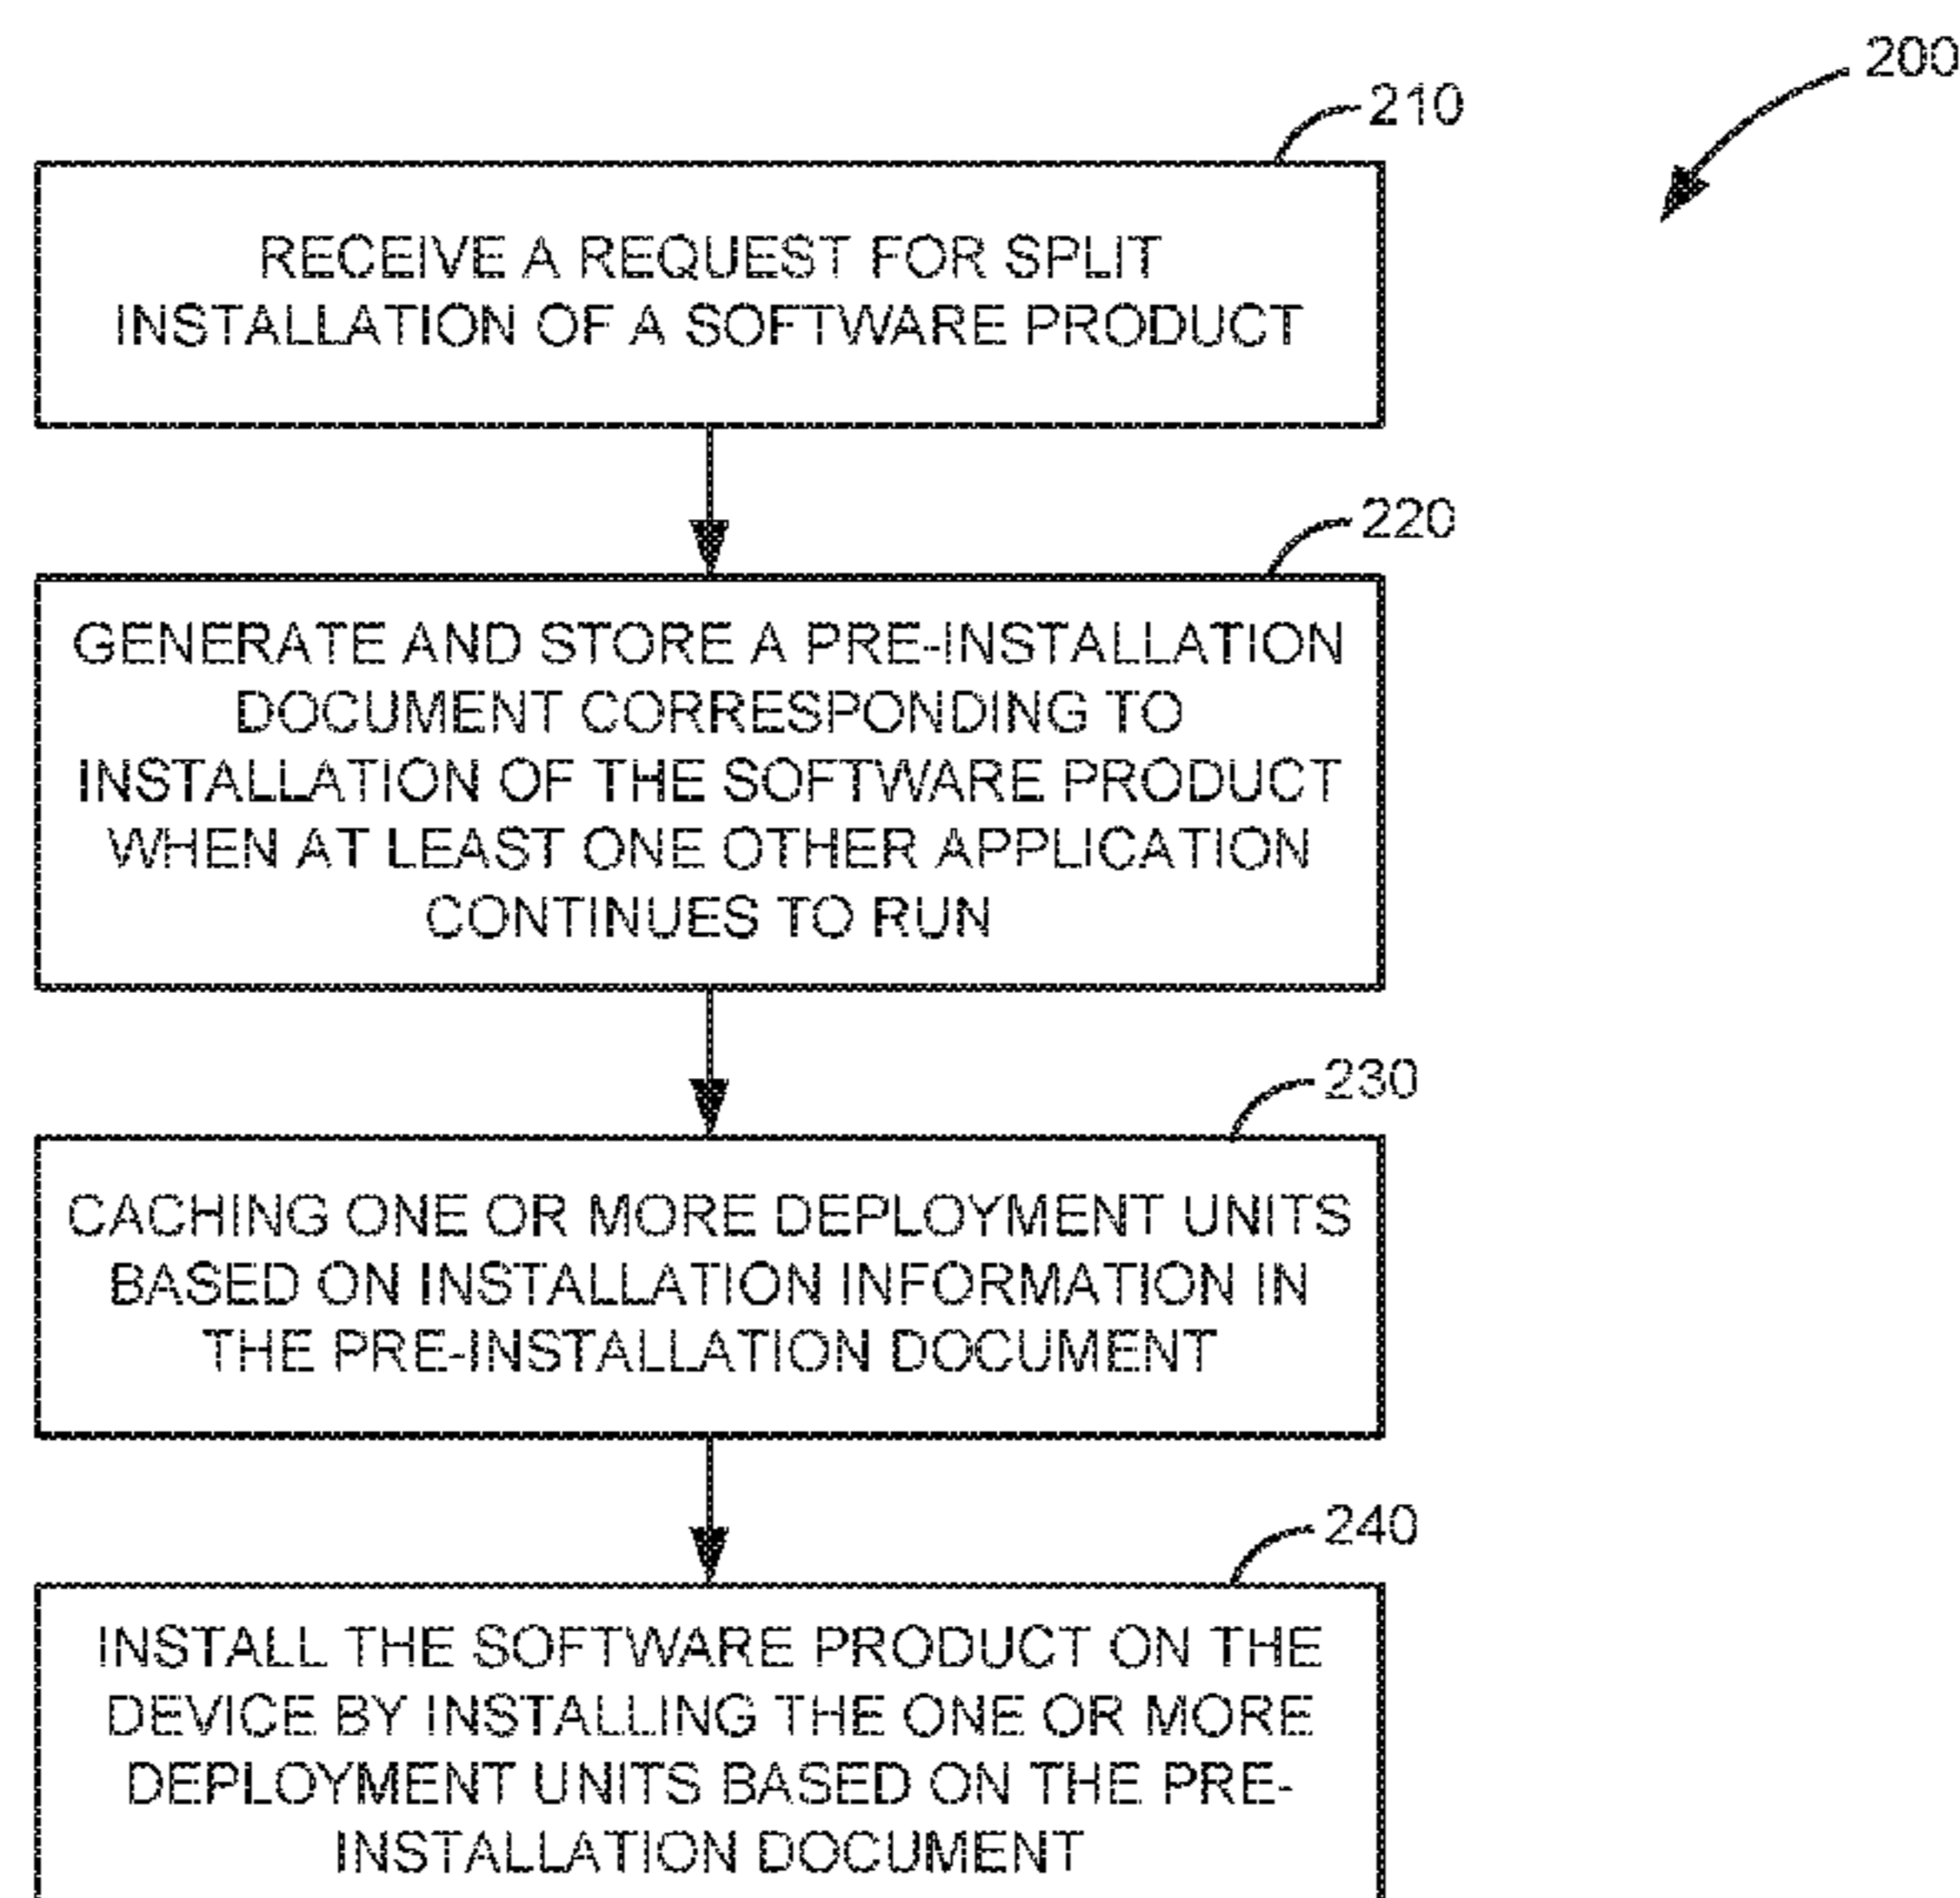 200
210
RECEIVE A REQUEST FOR SPLIT
INSTALLATION OF A SOFTWARE PRODUCT
220
GENERATE AND STORE A PRE-INSTALLATION
DOCUMENT CORRESPONDING TO
INSTALLATION OF THE SOFTWARE PRODUCT
WHEN AT LEAST ONE OTHER APPLICATION
CONTINUES TO RUN
230
CACHING ONE OR MORE DEPLOYMENT UNITS
BASED ON INSTALLATION INFORMATION IN
THE PRE-INSTALLATION DOCUMENT
240
INSTALL THE SOFTWARE PRODUCT ON THE
DEVICE BY INSTALLING THE ONE OR MORE
DEPLOYMENT UNITS BASED ON THE PRE-
INSTALLATION DOCUMENT